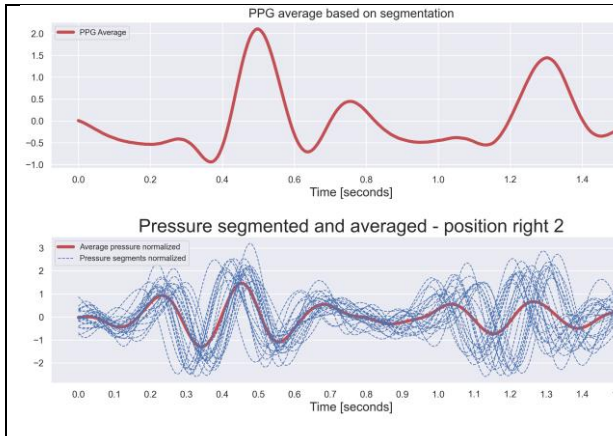 PPG average based on segmentation
PPG Average
2.0
1.5
1.0
0.5
0.0
−0.5
−1.0
0.0 0.2 0.4 0.6 0.8 1.0 1.2 1.4
Time [seconds]
Pressure segmented and averaged - position right 2
Average pressure normalized
Pressure segments normalized
3
2
1
0
−1
−2
0.0 0.1 0.2 0.3 0.4 0.5 0.6 0.7 0.8 0.9 1.0 1.1 1.2 1.3 1.4
Time [seconds]